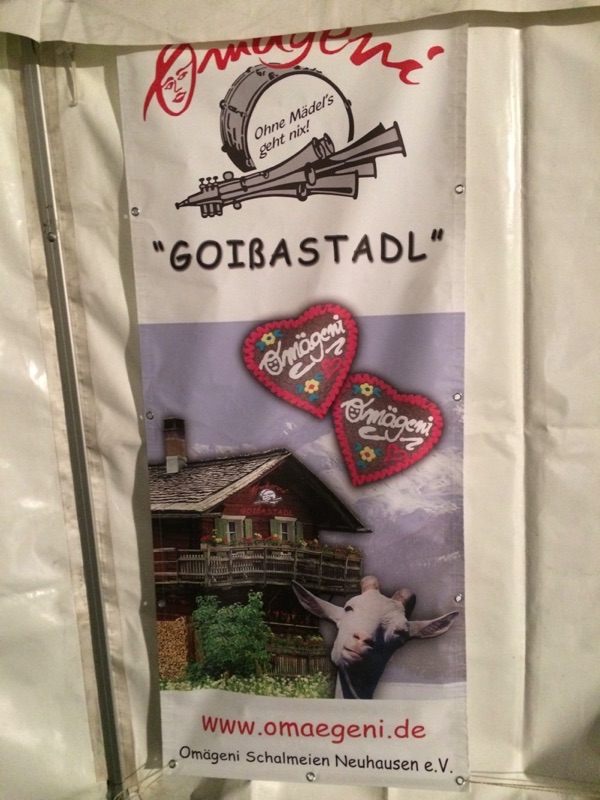 Omägeni
Ohne Mädel's
geht nix!
"GOIßASTADL"
Omägeni
Omägeni
GOIßASTADL
www.omaegeni.de
Omägeni Schalmeien Neuhausen e.V.